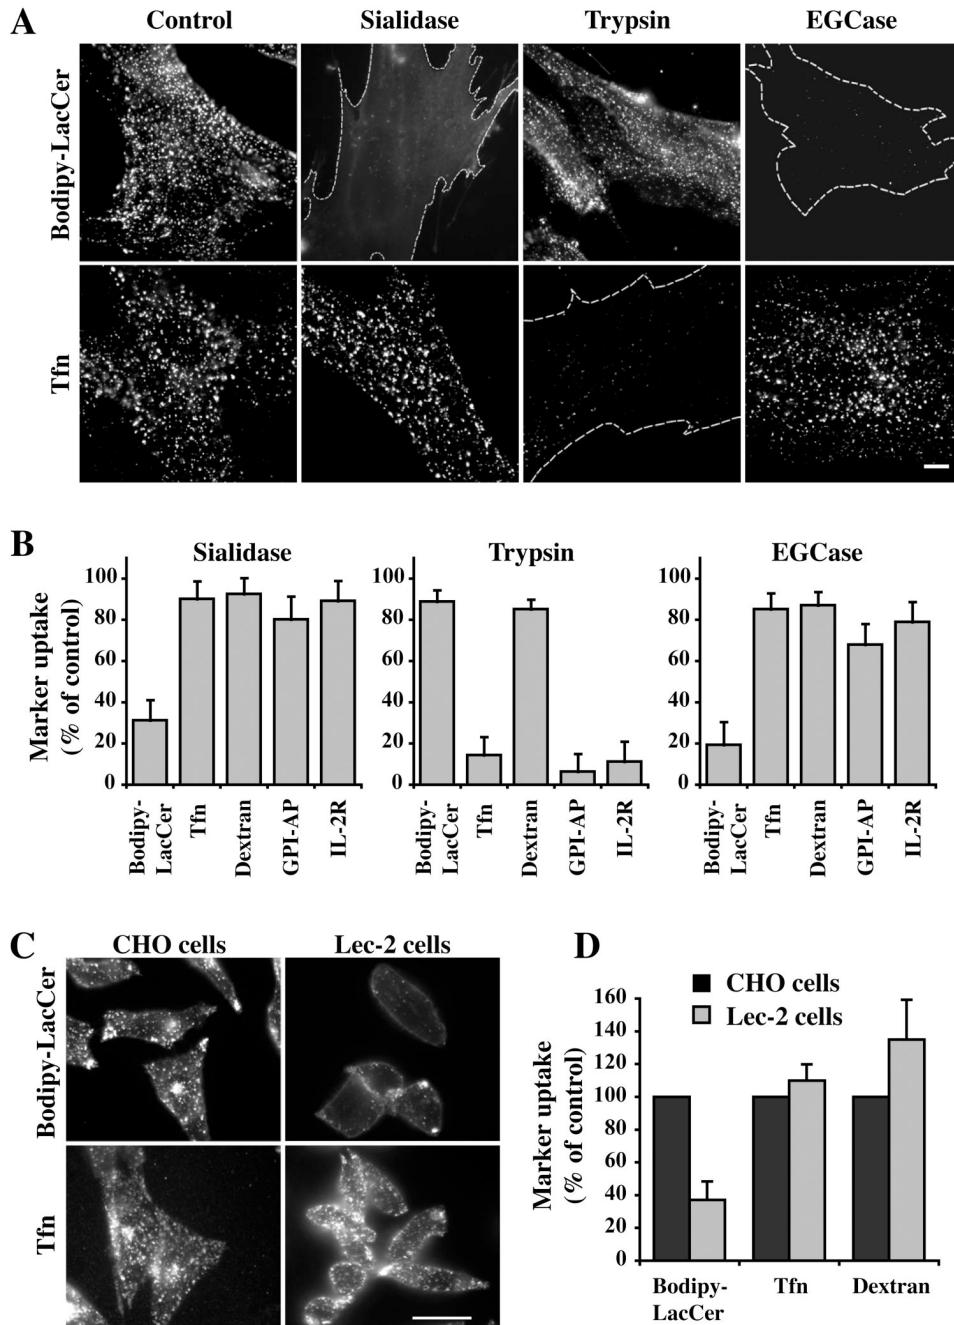 A
Control
Sialidase
Trypsin
EGCase
Bodipy-LacCer
Tfn
B
Sialidase
Trypsin
EGCase
Marker uptake
(% of control)
100
80
60
40
20
0
Bodipy-
LacCer
Tfn
Dextran
GPI-AP
IL-2R
100
80
60
40
20
0
Bodipy-
LacCer
Tfn
Dextran
GPI-AP
IL-2R
100
80
60
40
20
0
Bodipy-
LacCer
Tfn
Dextran
GPI-AP
IL-2R
C
CHO cells
Lec-2 cells
Bodipy-LacCer
Tfn
D
CHO cells
Lec-2 cells
Marker uptake
(% of control)
160
140
120
100
80
60
40
20
0
Bodipy-
LacCer
Tfn
Dextran